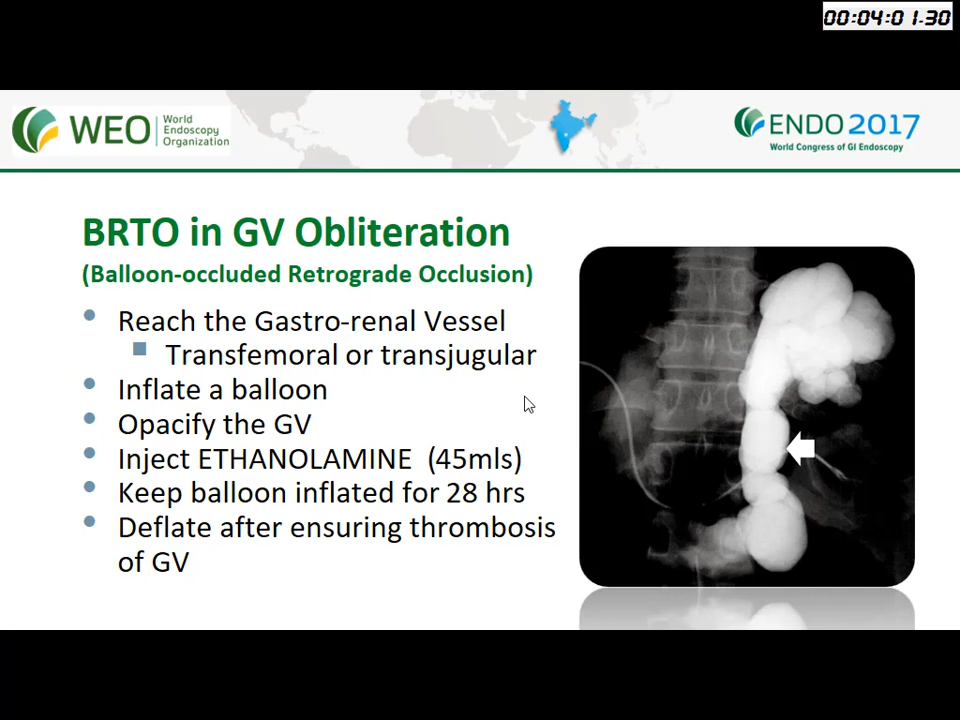 00:04:01.30
WEO
World
Endoscopy
Organization
ENDO 2017
World Congress of GI Endoscopy
BRTO in GV Obliteration
(Balloon-occluded Retrograde Occlusion)
Reach the Gastro-renal Vessel
Transfemoral or transjugular
Inflate a balloon
Opacify the GV
Inject ETHANOLAMINE (45mls)
Keep balloon inflated for 28 hrs
Deflate after ensuring thrombosis
of GV